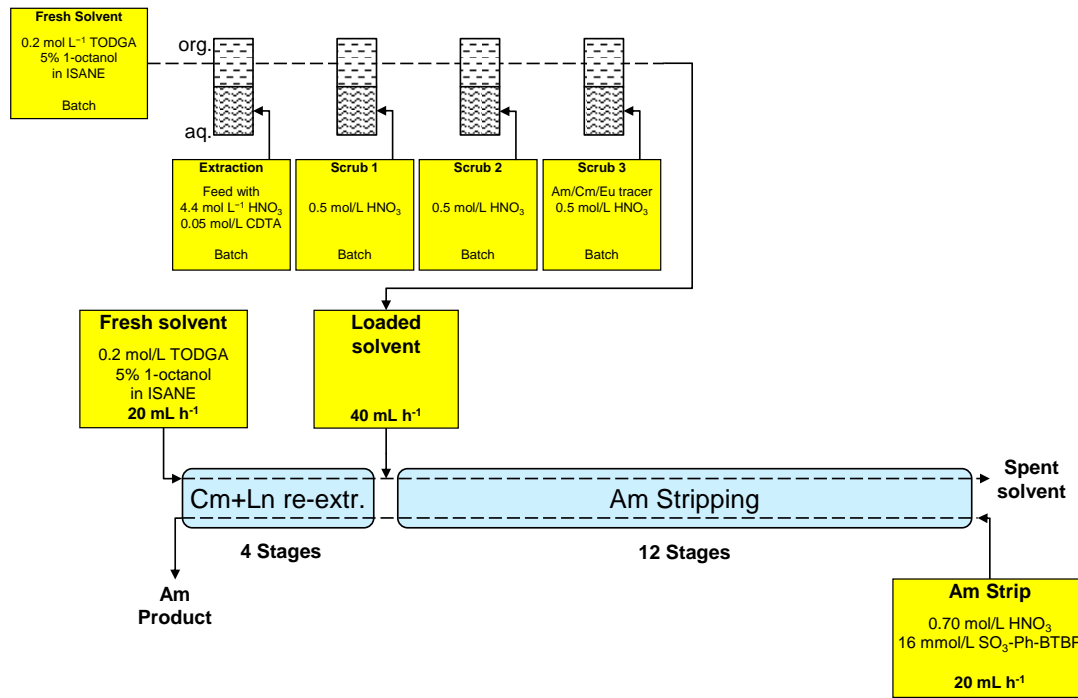 Fresh Solvent
0.2 mol L⁻¹ TODGA
5% 1-octanol
in ISANE
Batch
org.
aq.
Extraction
Feed with
4.4 mol L⁻¹ HNO₃
0.05 mol/L CDTA
Batch
Scrub 1
0.5 mol/L HNO₃
Batch
Scrub 2
0.5 mol/L HNO₃
Batch
Scrub 3
Am/Cm/Eu tracer
0.5 mol/L HNO₃
Batch
Fresh solvent
0.2 mol/L TODGA
5% 1-octanol
in ISANE
20 mL h⁻¹
Loaded
solvent
40 mL h⁻¹
Cm+Ln re-extr.
Am Stripping
Spent
solvent
4 Stages
12 Stages
Am
Product
Am Strip
0.70 mol/L HNO₃
16 mmol/L SO₃-Ph-BTBP
20 mL h⁻¹